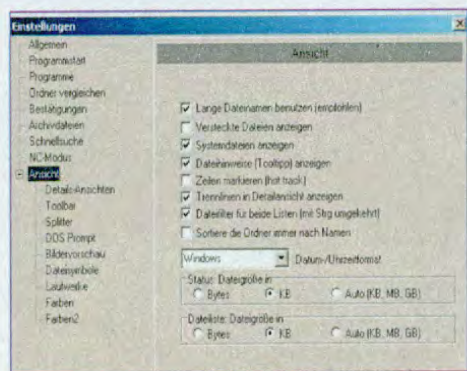 Einstellungen
Allgemein
Programmstart
Programme
Ordner vergleichen
Bestätigungen
Archivdateien
Schnellsuche
NC-Modus
Ansicht
Details-Ansichten
Toolbar
Splitter
DOS Prompt
Bildervorschau
Dateisymbole
Laufwerke
Farben
Farben2
Ansicht
Lange Dateinamen benutzen (empfohlen)
Versteckte Dateien anzeigen
Systemdateien anzeigen
Dateihinweise (Tooltipp) anzeigen
Zeilen markieren (hot track)
Trennlinien in Detailansicht anzeigen
Dateifilter für beide Listen (mit Strg umgekehrt)
Sortiere die Ordner immer nach Namen
Windows Datum-/Uhrzeitformat
Status: Dateigröße in
Bytes KB Auto (KB, MB, GB)
Dateiliste: Dateigröße in
Bytes KB Auto (KB, MB, GB)